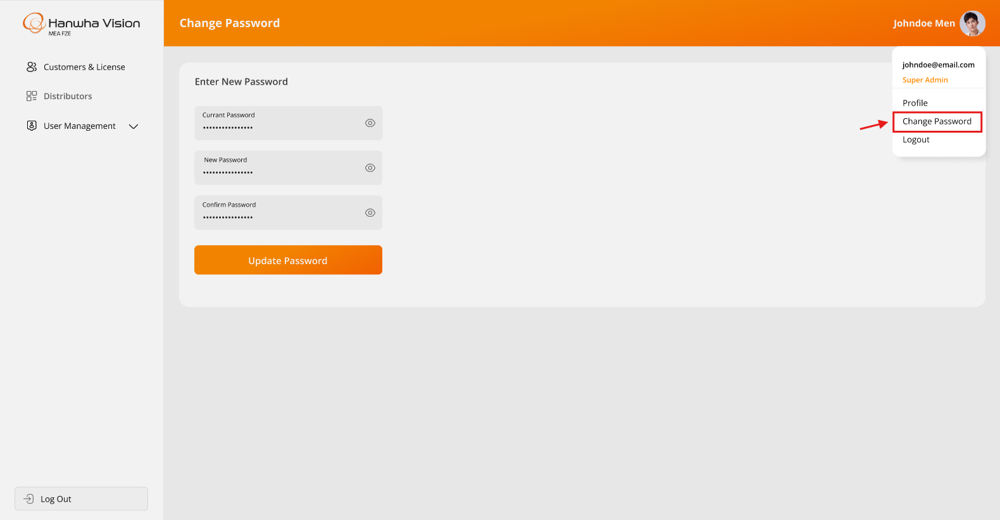 Hanwha Vision
MEA FZE
Customers & License
Distributors
User Management
Log Out
Change Password
Johndoe Men
johndoe@email.com
Super Admin
Profile
Change Password
Logout
Enter New Password
Currant Password
••••••••••••••••
New Password
••••••••••••••••
Confirm Password
••••••••••••••••
Update Password